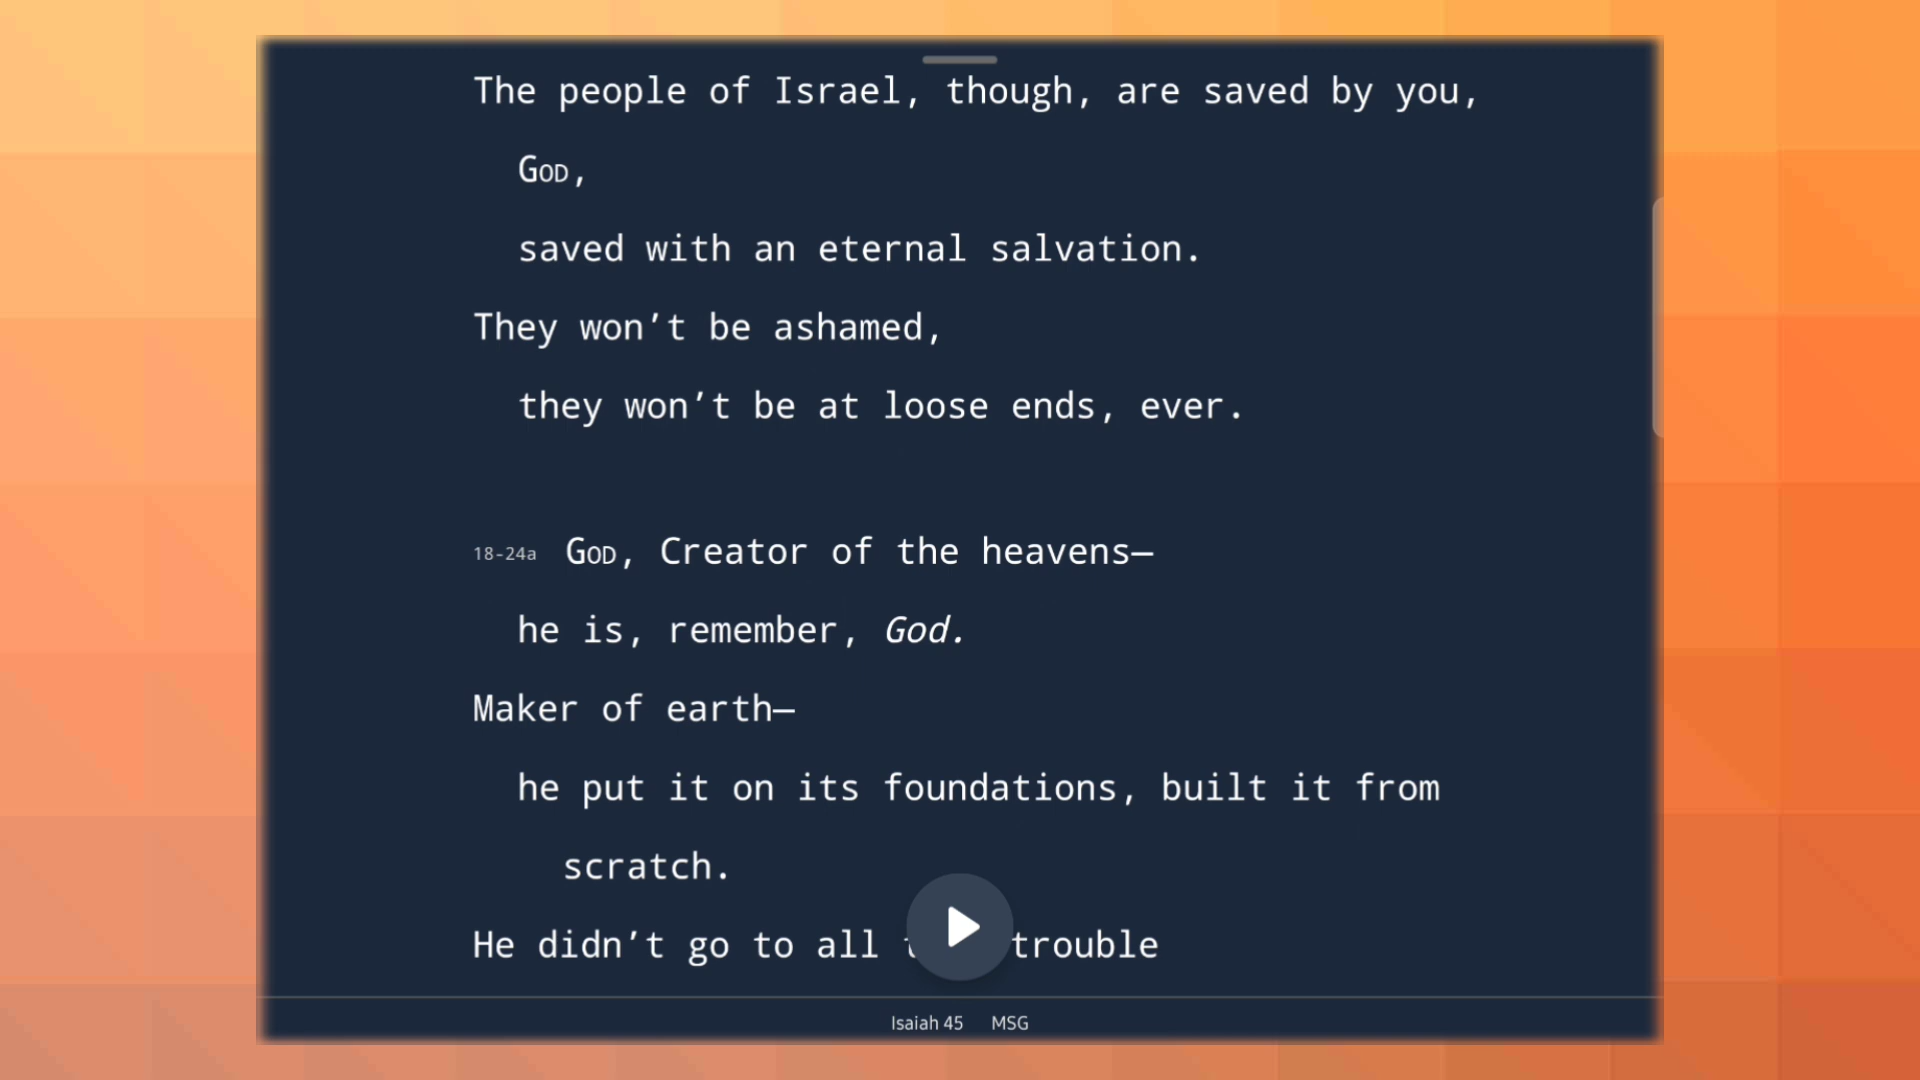 The people of Israel, though, are saved by you,
GOD,
saved with an eternal salvation.
They won’t be ashamed,
they won’t be at loose ends, ever.
18-24a GOD, Creator of the heavens—
he is, remember, God.
Maker of earth—
he put it on its foundations, built it from
scratch.
He didn’t go to all trouble
Isaiah 45 MSG